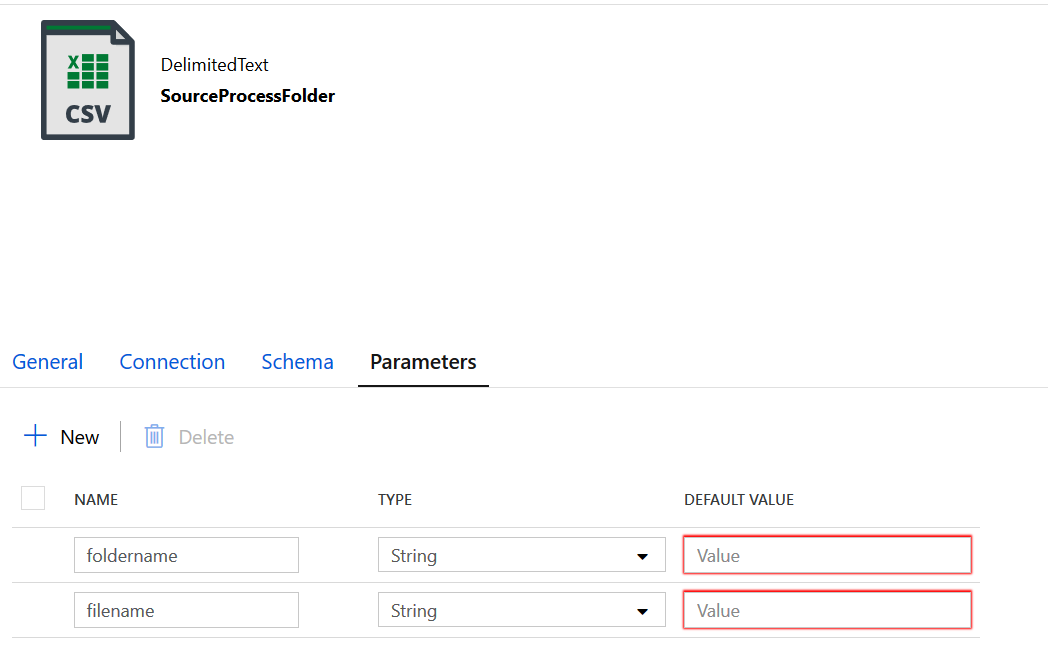 X
CSV
DelimitedText
SourceProcessFolder
General Connection Schema Parameters
New Delete
NAME TYPE DEFAULT VALUE
foldername String Value
filename String Value